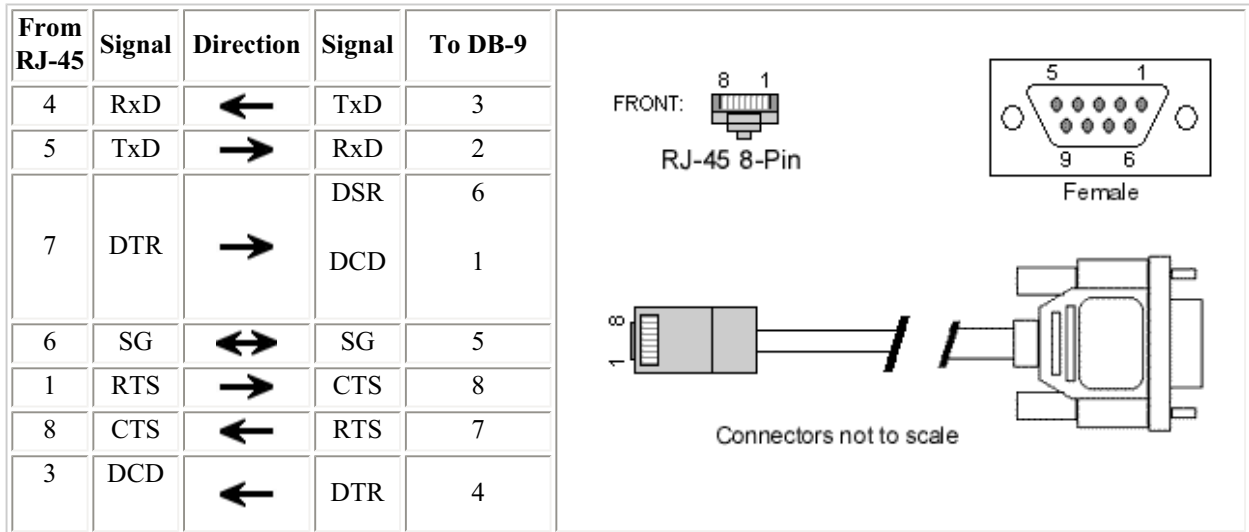 From RJ-45 Signal Direction Signal To DB-9
4 RxD TxD 3
5 TxD RxD 2
7 DTR DSR 6
DCD 1
6 SG SG 5
1 RTS CTS 8
8 CTS RTS 7
3 DCD DTR 4
8 1
FRONT:
RJ-45 8-Pin
5 1
9 6
Female
8
1
Connectors not to scale